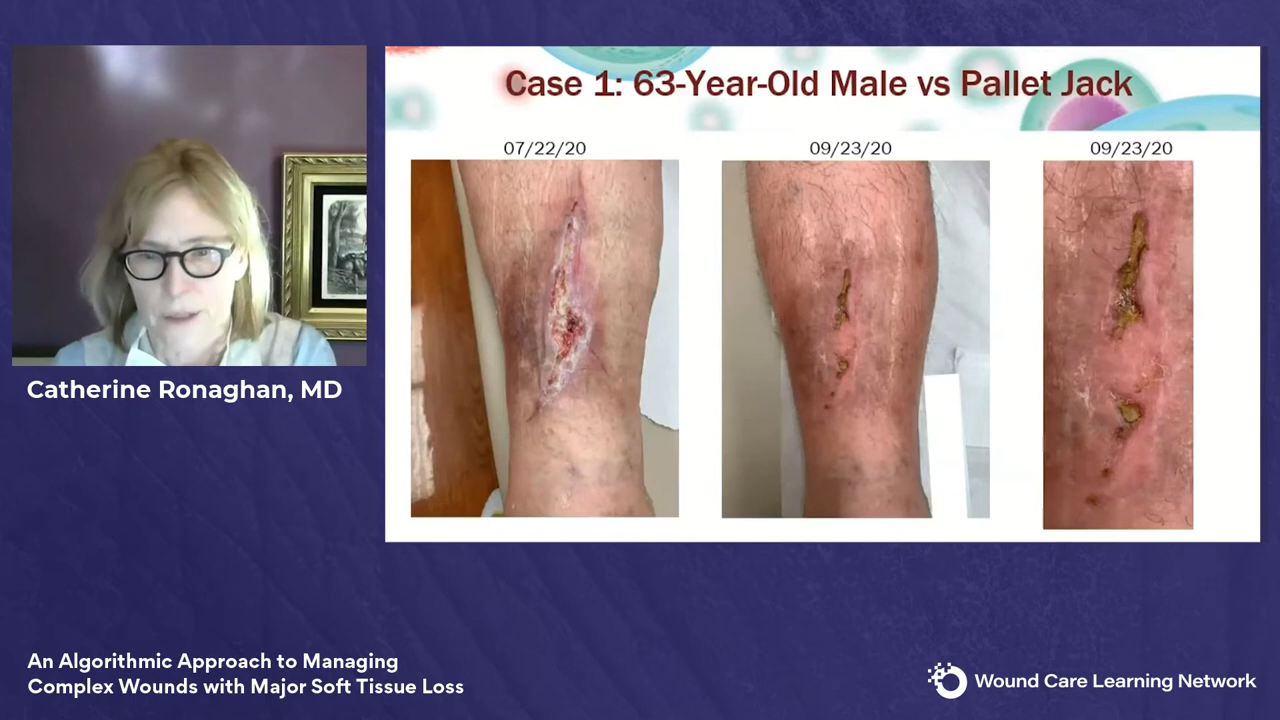 Case 1: 63-Year-Old Male vs Pallet Jack
07/22/20
09/23/20
09/23/20
Catherine Ronaghan, MD
An Algorithmic Approach to Managing
Complex Wounds with Major Soft Tissue Loss
Wound Care Learning Network